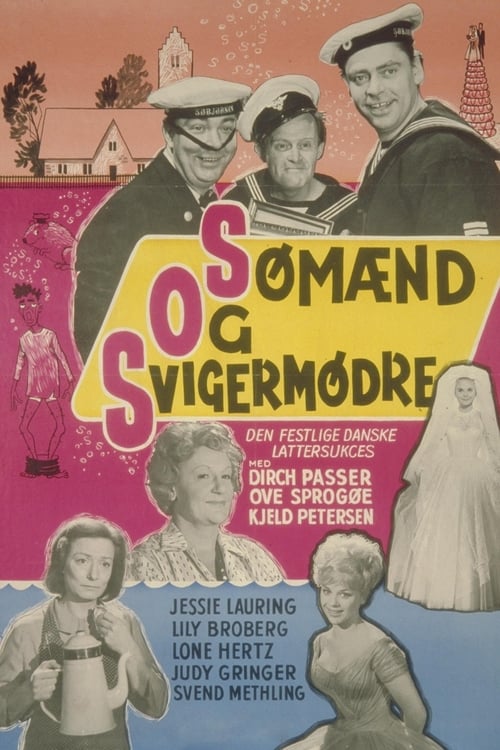 SØBJØRNEN
SØMÆND
OG
SVIGERMØDRE
DEN FESTLIGE DANSKE
LATTERSUKCES
MED
DIRCH PASSER
OVE SPROGØE
KJELD PETERSEN
JESSIE LAURING
LILY BROBERG
LONE HERTZ
JUDY GRINGER
SVEND METHLING